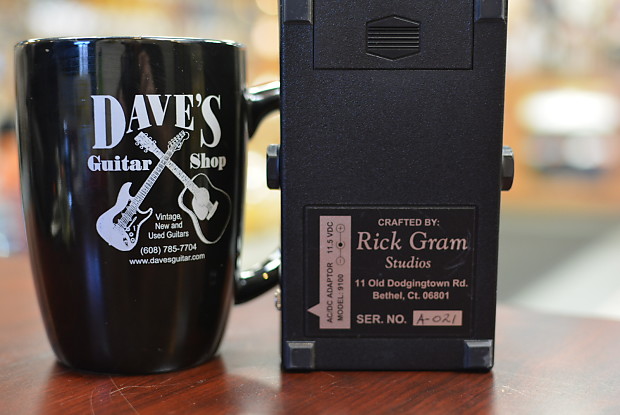 DAVE'S
Guitar Shop
Vintage,
New and
Used Guitars
(608) 785-7704
www.davesguitar.com
AC/DC ADAPTOR 11.5 VDC
MODEL: 9100
CRAFTED BY:
Rick Gram
Studios
11 Old Dodgingtown Rd.
Bethel, Ct. 06801
SER. NO. A-021